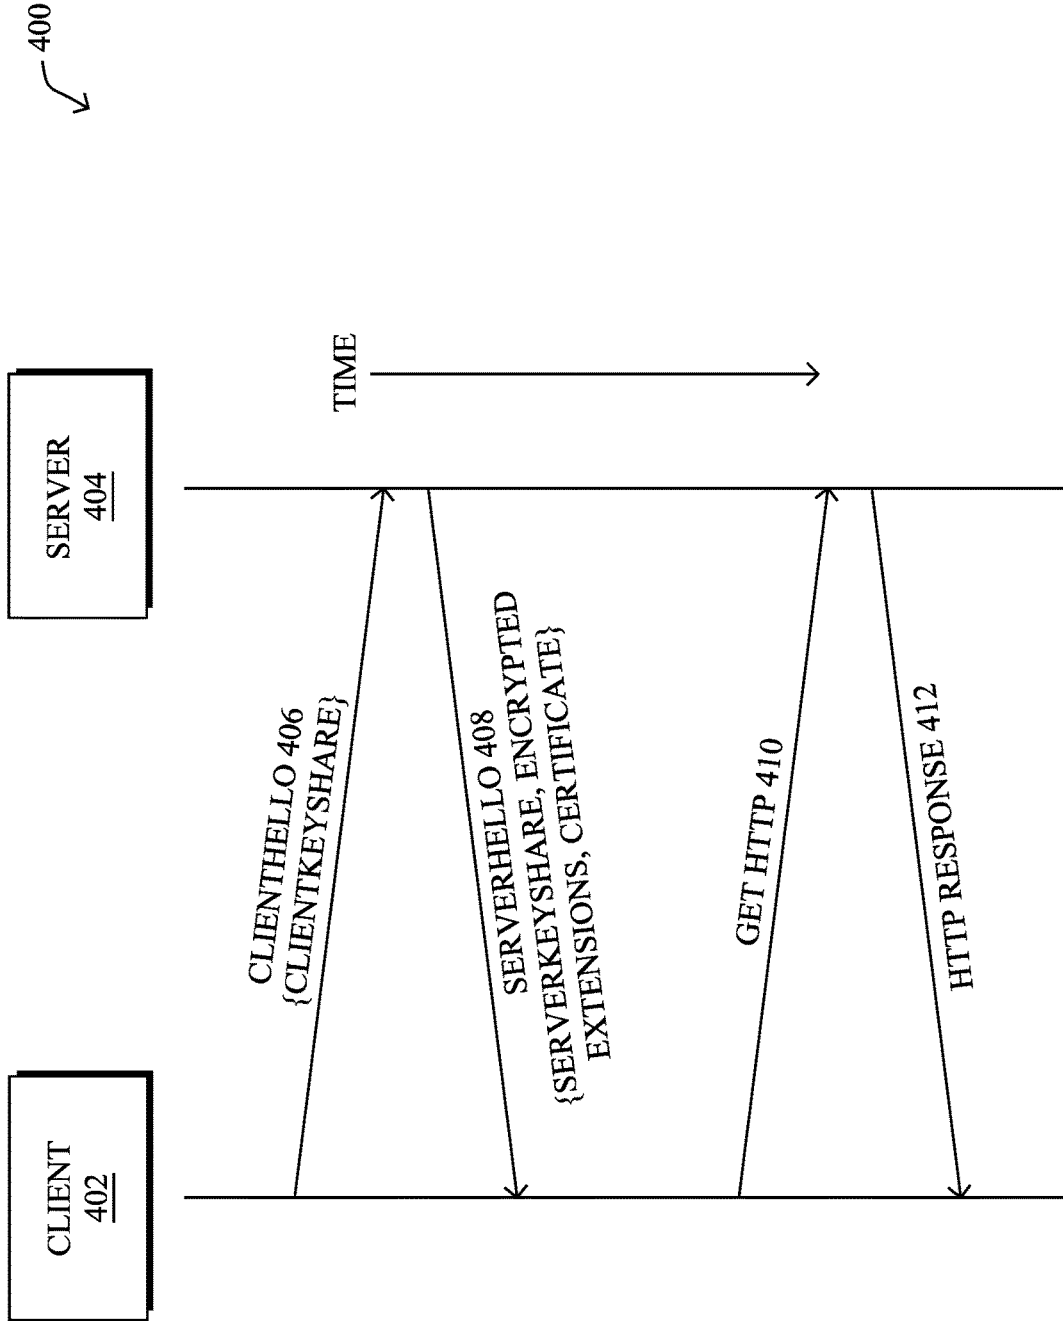 400
CLIENT
402
SERVER
404
TIME
CLIENTHELLO 406
{CLIENTKEYSHARE}
SERVERHELLO 408
{SERVERKEYSHARE, ENCRYPTED
EXTENSIONS, CERTIFICATE}
GET HTTP 410
HTTP RESPONSE 412